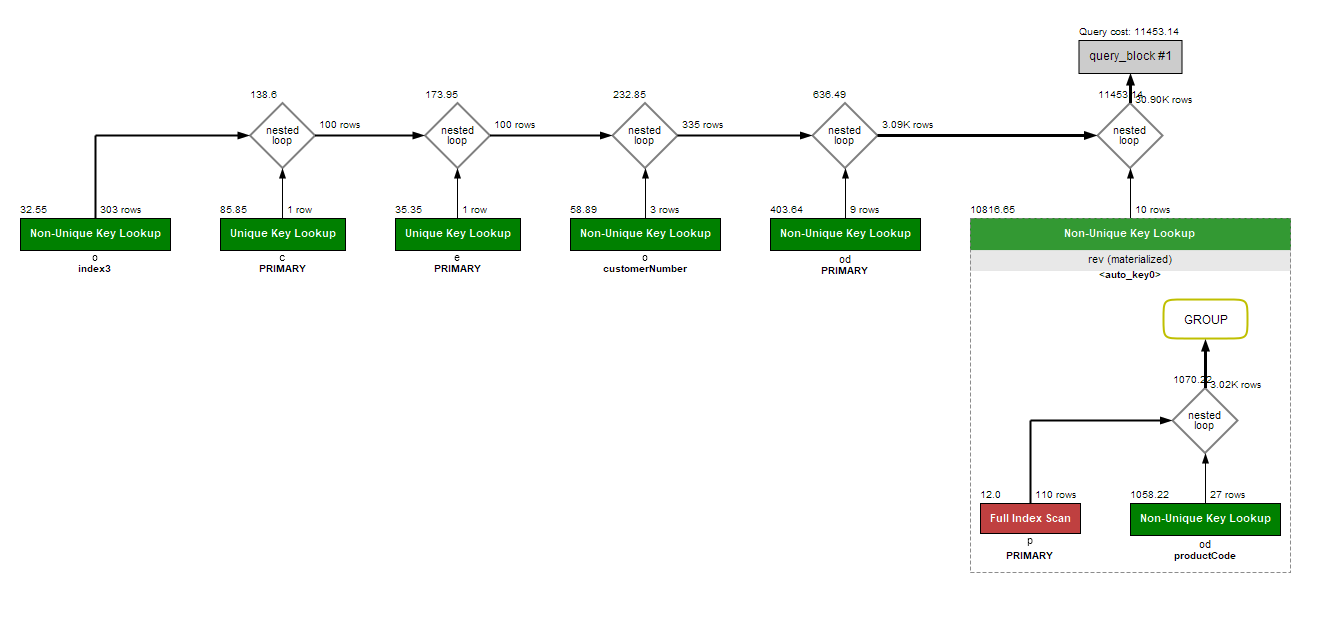 Query cost: 11453.14
query_block #1
138.6
173.95
232.85
636.49
11453.14
30.90K rows
nested
loop
100 rows
nested
loop
100 rows
nested
loop
335 rows
nested
loop
3.09K rows
nested
loop
32.55
303 rows
85.85
1 row
35.35
1 row
58.89
3 rows
403.64
9 rows
10816.65
10 rows
Non-Unique Key Lookup
Unique Key Lookup
Unique Key Lookup
Non-Unique Key Lookup
Non-Unique Key Lookup
Non-Unique Key Lookup
o
index3
c
PRIMARY
e
PRIMARY
o
customerNumber
od
PRIMARY
rev (materialized)
<auto_key0>
GROUP
1070.22
3.02K rows
nested
loop
12.0
110 rows
1058.22
27 rows
Full Index Scan
Non-Unique Key Lookup
p
PRIMARY
od
productCode